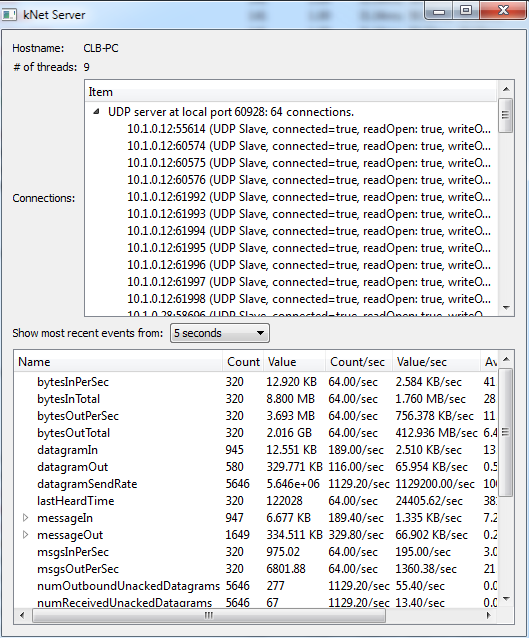 kNet Server
Hostname: CLB-PC
# of threads: 9
Connections:
Item
UDP server at local port 60928: 64 connections.
10.1.0.12:55614 (UDP Slave, connected=true, readOpen: true, writeO...
10.1.0.12:60574 (UDP Slave, connected=true, readOpen: true, writeO...
10.1.0.12:60575 (UDP Slave, connected=true, readOpen: true, writeO...
10.1.0.12:60576 (UDP Slave, connected=true, readOpen: true, writeO...
10.1.0.12:61992 (UDP Slave, connected=true, readOpen: true, writeO...
10.1.0.12:61993 (UDP Slave, connected=true, readOpen: true, writeO...
10.1.0.12:61994 (UDP Slave, connected=true, readOpen: true, writeO...
10.1.0.12:61995 (UDP Slave, connected=true, readOpen: true, writeO...
10.1.0.12:61996 (UDP Slave, connected=true, readOpen: true, writeO...
10.1.0.12:61997 (UDP Slave, connected=true, readOpen: true, writeO...
10.1.0.12:61998 (UDP Slave, connected=true, readOpen: true, writeO...
10.1.0.28:58696 (UDP Slave, connected=true, readOpen: true, writeO...
Show most recent events from: 5 seconds
Name Count Value Count/sec Value/sec Av
bytesInPerSec 320 12.920 KB 64.00/sec 2.584 KB/sec 41
bytesInTotal 320 8.800 MB 64.00/sec 1.760 MB/sec 28
bytesOutPerSec 320 3.693 MB 64.00/sec 756.378 KB/sec 11
bytesOutTotal 320 2.016 GB 64.00/sec 412.936 MB/sec 6.4
datagramIn 945 12.551 KB 189.00/sec 2.510 KB/sec 13
datagramOut 580 329.771 KB 116.00/sec 65.954 KB/sec 0.5
datagramSendRate 5646 5.646e+06 1129.20/sec 1129200.00/sec 100
lastHeardTime 320 122028 64.00/sec 24405.62/sec 38
messageIn 947 6.677 KB 189.40/sec 1.335 KB/sec 7.2
messageOut 1649 334.511 KB 329.80/sec 66.902 KB/sec 0.2
msgsInPerSec 320 975.02 64.00/sec 195.00/sec 3.0
msgsOutPerSec 320 6801.88 64.00/sec 1360.38/sec 21
numOutboundUnackedDatagrams 5646 277 1129.20/sec 55.40/sec 0.0
numReceivedUnackedDatagrams 5646 67 1129.20/sec 13.40/sec 0.0